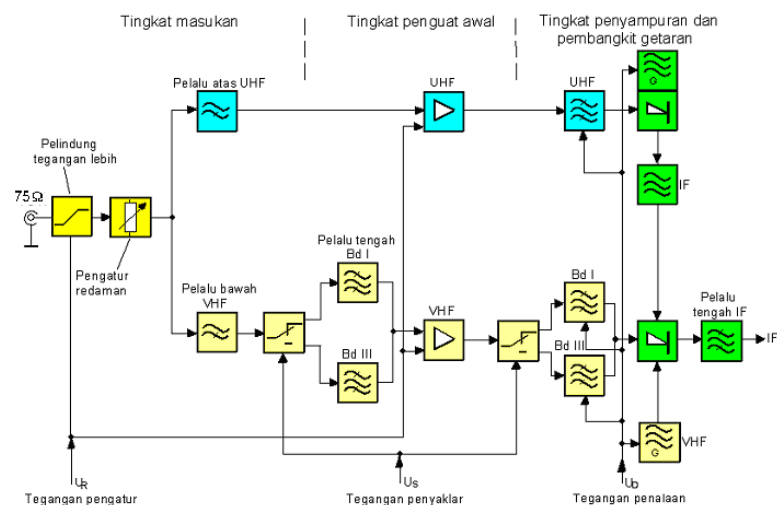 Tingkat masukan
Tingkat penguat awal
Tingkat penyampuran dan
pembangkit getaran
Pelalu atas UHF
UHF
UHF
G
Pelindung
tegangan lebih
75Ω
IF
Pengatur
redaman
Pelalu bawah
VHF
Pelalu tengah
Bd I
Bd III
VHF
Bd I
Bd III
Pelalu
tengah IF
IF
G
VHF
UR
Tegangan pengatur
US
Tegangan penyaklar
UD
Tegangan penalaan